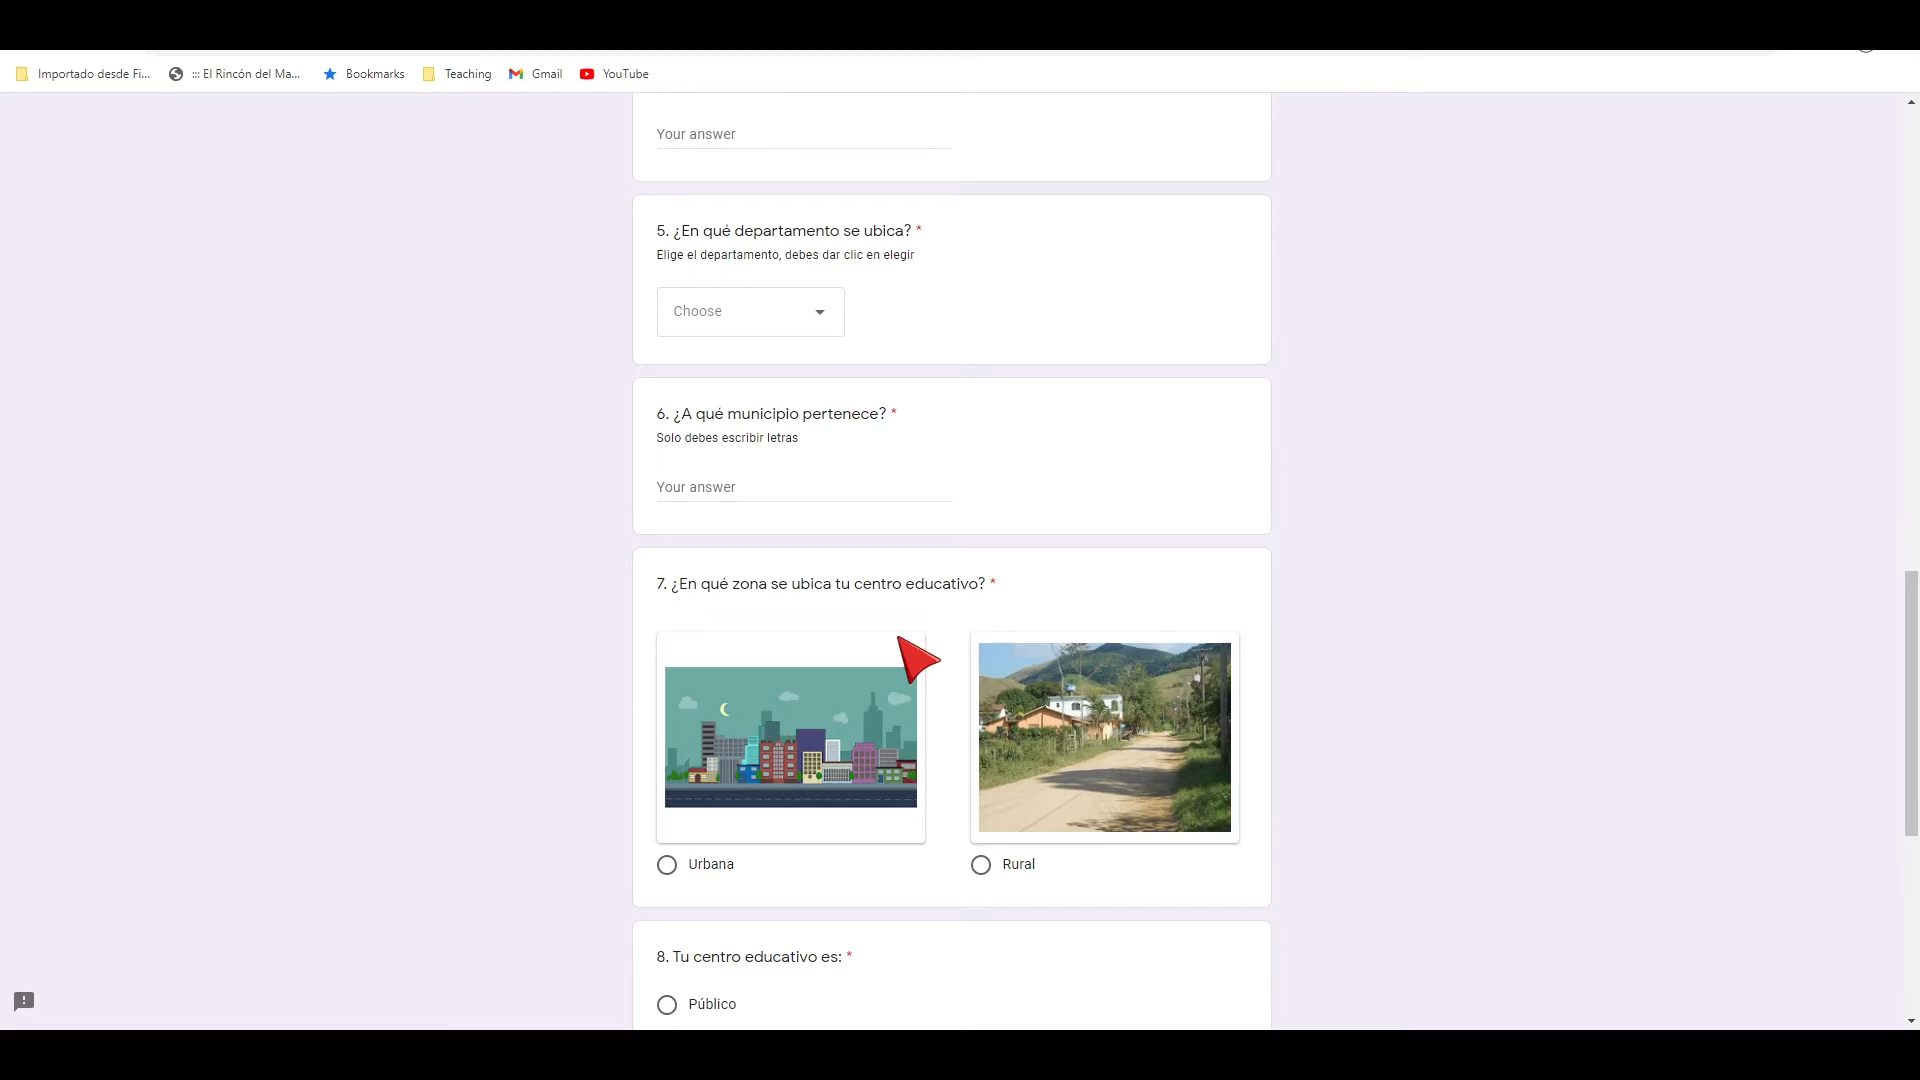 Importado desde Fi...
::: El Rincón del Ma...
Bookmarks
Teaching
Gmail
YouTube
Your answer
5. ¿En qué departamento se ubica? *
Elige el departamento, debes dar clic en elegir
Choose
6. ¿A qué municipio pertenece? *
Solo debes escribir letras
Your answer
7. ¿En qué zona se ubica tu centro educativo? *
Urbana
Rural
8. Tu centro educativo es: *
Público